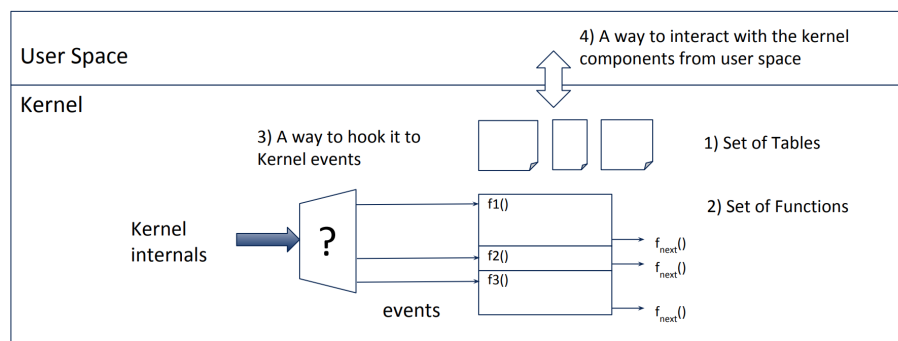 4) A way to interact with the kernel
components from user space
User Space
Kernel
3) A way to hook it to
Kernel events
1) Set of Tables
2) Set of Functions
Kernel
internals
?
f1()
fnext()
f2()
fnext()
f3()
fnext()
events